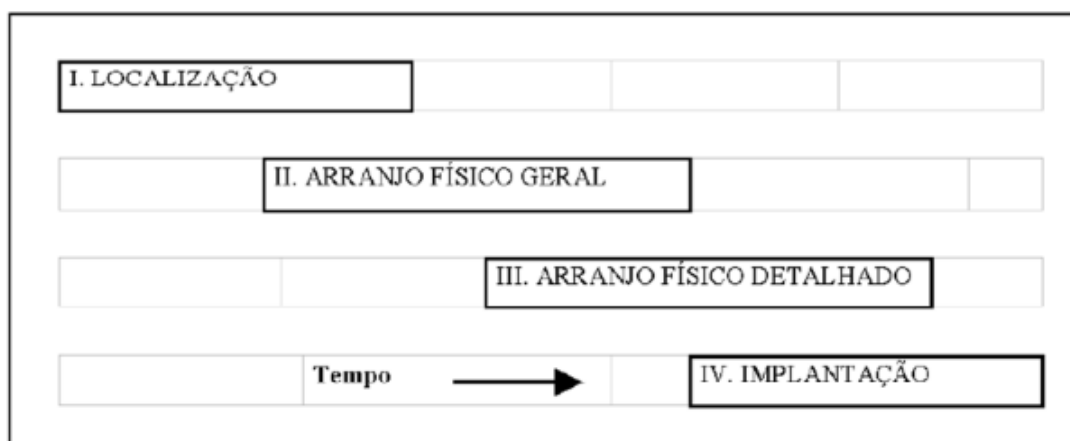 I. LOCALIZAÇÃO
II. ARRANJO FÍSICO GERAL
III. ARRANJO FÍSICO DETALHADO
Tempo
IV. IMPLANTAÇÃO